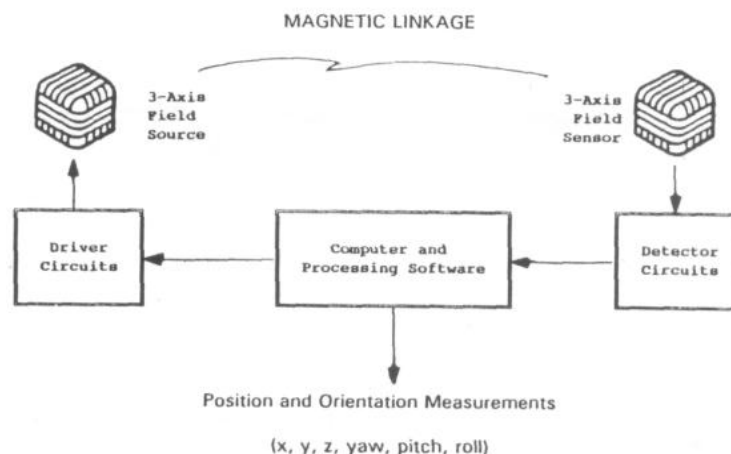 MAGNETIC LINKAGE
3-Axis
Field
Source
3-Axis
Field
Sensor
Driver
Circuits
Computer and
Processing Software
Detector
Circuits
Position and Orientation Measurements
(x, y, z, yaw, pitch, roll)